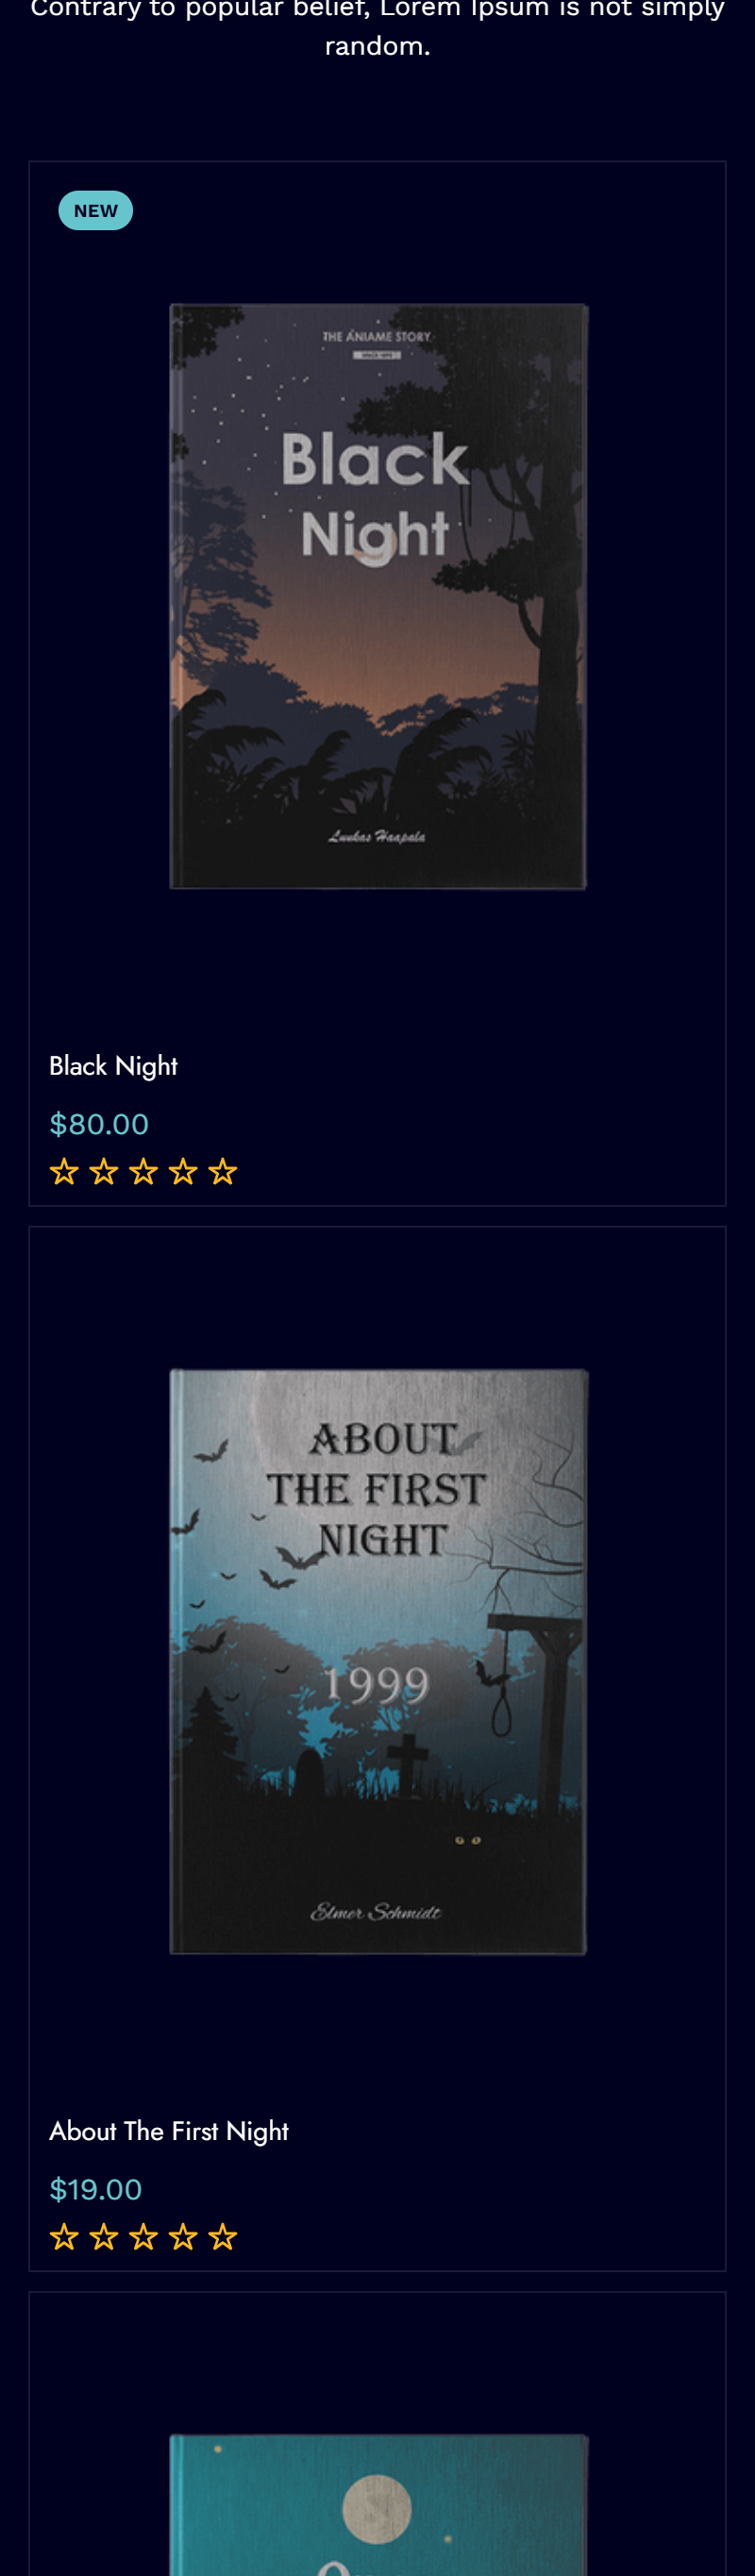 Contrary to popular belief, Lorem Ipsum is not simply
random.
NEW
THE ANIAME STORY
Black
Night
Luukas Haapala
Black Night
$80.00
ABOUT
THE FIRST
NIGHT
1999
Elmer Schmidt
About The First Night
$19.00